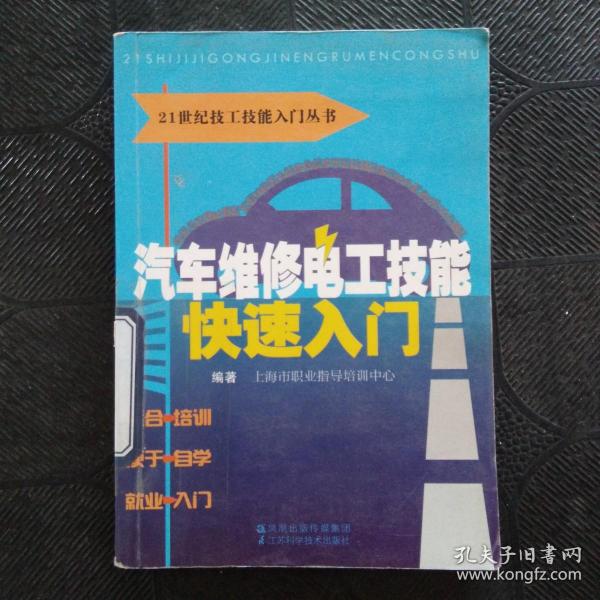 21SHIJIJIGONGJINENGRUMENCONGSHU
21世纪技工技能入门丛书
汽车维修电工技能
快速入门
编著 上海市职业指导培训中心
合 培训
于 自学
就业 入门
凤凰出版传媒集团
江苏科学技术出版社
孔夫子旧书网
www.kongfz.com